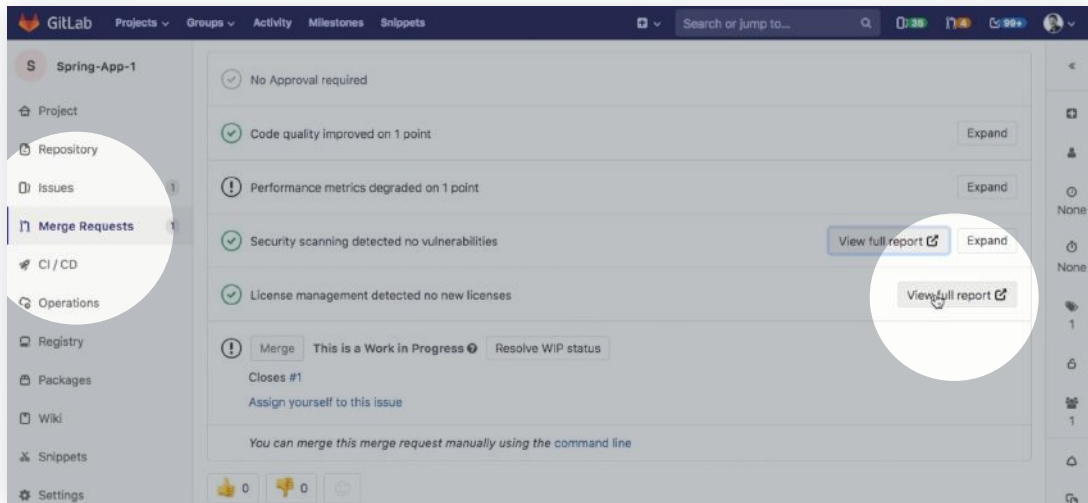 GitLab Projects Groups Activity Milestones Snippets Search or jump to... 35 4 99+
S Spring-App-1
Project
Repository
Issues 1
Merge Requests 1
CI / CD
Operations
Registry
Packages
Wiki
Snippets
Settings
No Approval required
Code quality improved on 1 point Expand
Performance metrics degraded on 1 point Expand
Security scanning detected no vulnerabilities View full report Expand
License management detected no new licenses View full report
Merge This is a Work in Progress Resolve WIP status
Closes #1
Assign yourself to this issue
You can merge this merge request manually using the command line
0 0
None
None
1
6
1